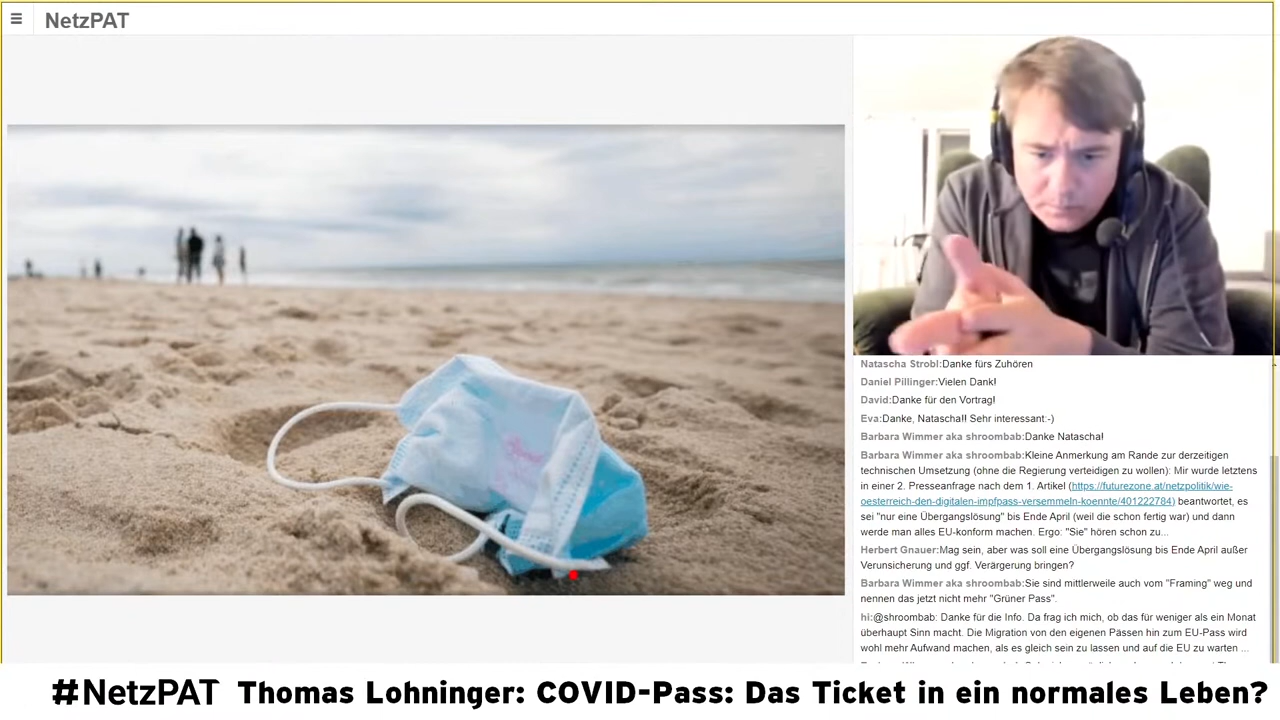 NetzPAT
Natascha Strobl:Danke fürs Zuhören
Daniel Pillinger:Vielen Dank!
David:Danke für den Vortrag!
Eva:Danke, Natascha!! Sehr interessant:-)
Barbara Wimmer aka shroombab:Danke Natascha!
Barbara Wimmer aka shroombab:Kleine Anmerkung am Rande zur derzeitigen
technischen Umsetzung (ohne die Regierung verteidigen zu wollen): Mir wurde letztens
in einer 2. Presseanfrage nach dem 1. Artikel (https://futurezone.at/netzpolitik/wie-
oesterreich-den-digitalen-impfpass-versemmeln-koennte/401222784) beantwortet, es
sei "nur eine Übergangslösung" bis Ende April (weil die schon fertig war) und dann
werde man alles EU-konform machen. Ergo: "Sie" hören schon zu...
Herbert Gnauer:Mag sein, aber was soll eine Übergangslösung bis Ende April außer
Verunsicherung und ggf. Verärgerung bringen?
Barbara Wimmer aka shroombab:Sie sind mittlerweile auch vom "Framing" weg und
nennen das jetzt nicht mehr "Grüner Pass".
hi:@shroombab: Danke für die Info. Da frag ich mich, ob das für weniger als ein Monat
überhaupt Sinn macht. Die Migration von den eigenen Pässen hin zum EU-Pass wird
wohl mehr Aufwand machen, als es gleich sein zu lassen und auf die EU zu warten ...
#NetzPAT Thomas Lohninger: COVID-Pass: Das Ticket in ein normales Leben?